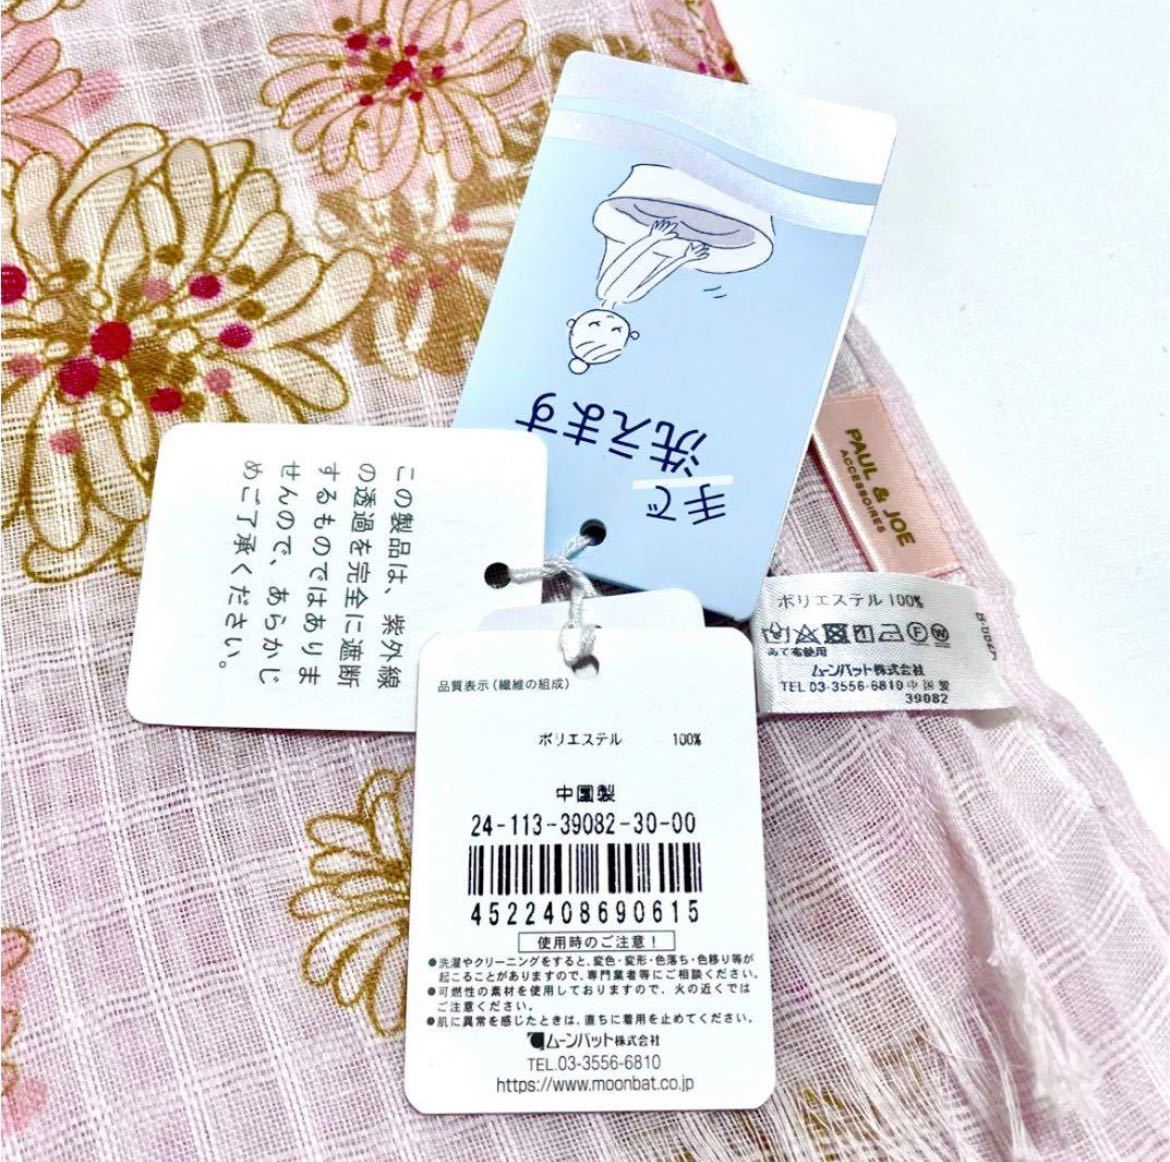 手で
洗えます
この製品は、紫外線
の透過を完全に遮断
するものではありま
せんので、あらかじ
めご了承ください。
PAUL & JOE
ACCESSOIRES
ポリエステル 100%
あて布使用
ムーンバット株式会社
TEL 03-3556-6810 中国製
39082
品質表示(繊維の組成)
ポリエステル 100%
中国製
24-113-39082-30-00
4522408690615
使用時のご注意!
●洗濯やクリーニングをすると、変色・変形・色落ち・色移り等が
起こることがありますので、専門業者等にご相談ください。
●可燃性の素材を使用しておりますので、火の近くでは
ご注意ください。
●肌に異常を感じたときは、直ちに着用を止めてください。
ムーンバット株式会社
TEL.03-3556-6810
https://www.moonbat.co.jp